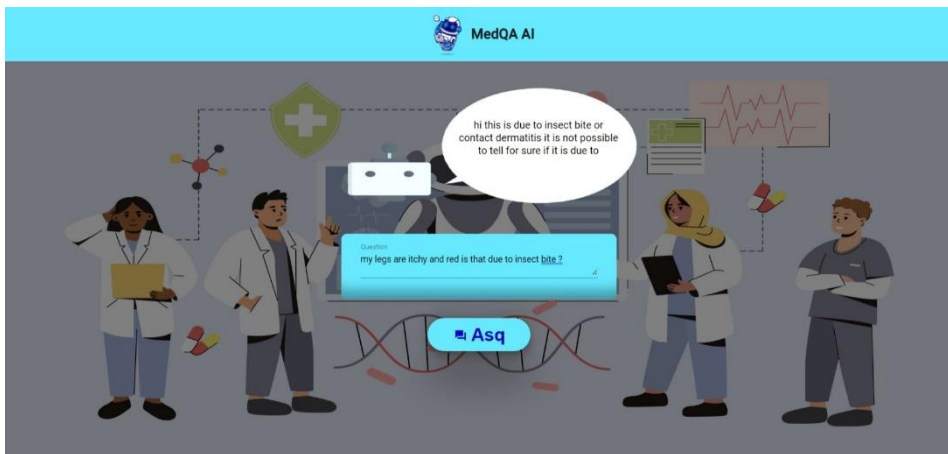 MedQA AI
hi this is due to insect bite or
contact dermatitis it is not possible
to tell for sure if it is due to
Question
my legs are itchy and red is that due to insect bite ?
Asq